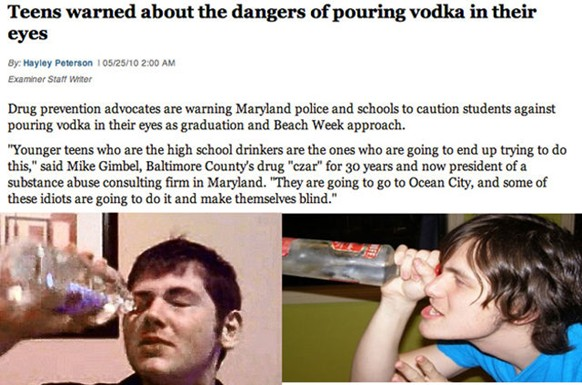 Teens warned about the dangers of pouring vodka in their
eyes
By: Hayley Peterson | 05/25/10 2:00 AM
Examiner Staff Writer
Drug prevention advocates are warning Maryland police and schools to caution students against
pouring vodka in their eyes as graduation and Beach Week approach.
"Younger teens who are the high school drinkers are the ones who are going to end up trying to do
this," said Mike Gimbel, Baltimore County's drug "czar" for 30 years and now president of a
substance abuse consulting firm in Maryland. "They are going to go to Ocean City, and some of
these idiots are going to do it and make themselves blind."